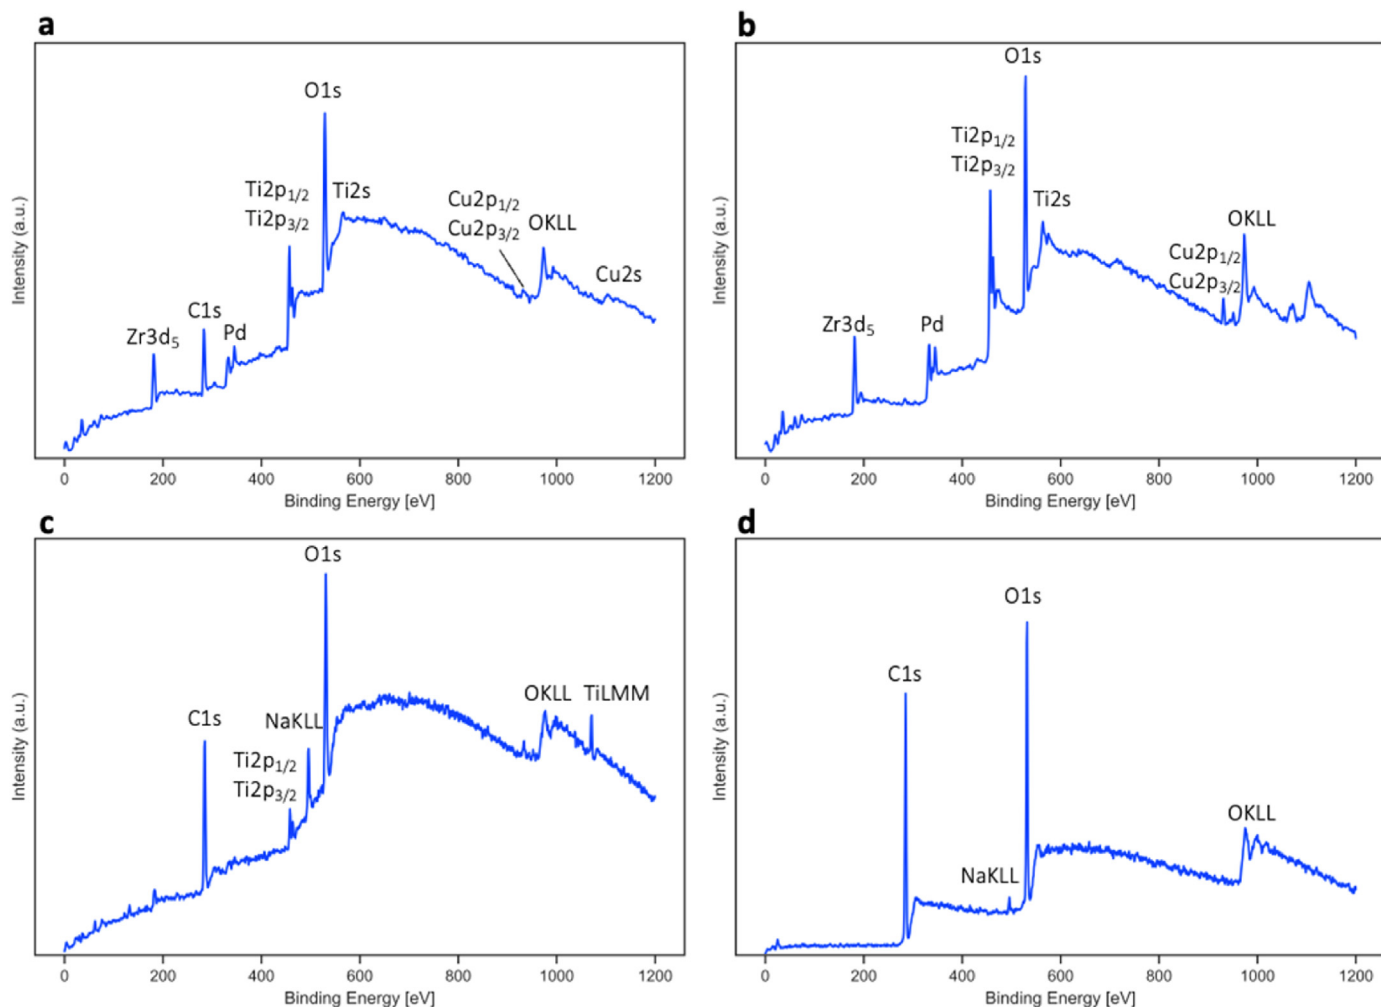 a
O1s
Ti2p1/2
Ti2s
Ti2p3/2
Cu2p1/2
Cu2p3/2
OKLL
Cu2s
C1s
Zr3d5
Pd
Intensity (a.u.)
0 200 400 600 800 1000 1200
Binding Energy [eV]
b
O1s
Ti2p1/2
Ti2p3/2
Ti2s
OKLL
Cu2p1/2
Cu2p3/2
Zr3d5
Pd
Intensity (a.u.)
0 200 400 600 800 1000 1200
Binding Energy [eV]
c
O1s
OKLL
TiLMM
C1s
NaKLL
Ti2p1/2
Ti2p3/2
Intensity (a.u.)
0 200 400 600 800 1000 1200
Binding Energy [eV]
d
O1s
C1s
OKLL
NaKLL
Intensity (a.u.)
0 200 400 600 800 1000 1200
Binding Energy [eV]